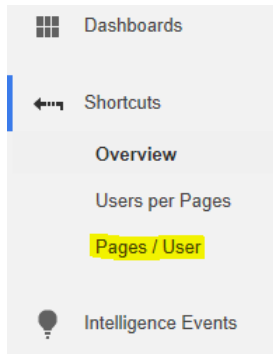 Dashboards
Shortcuts
Overview
Users per Pages
Pages / User
Intelligence Events